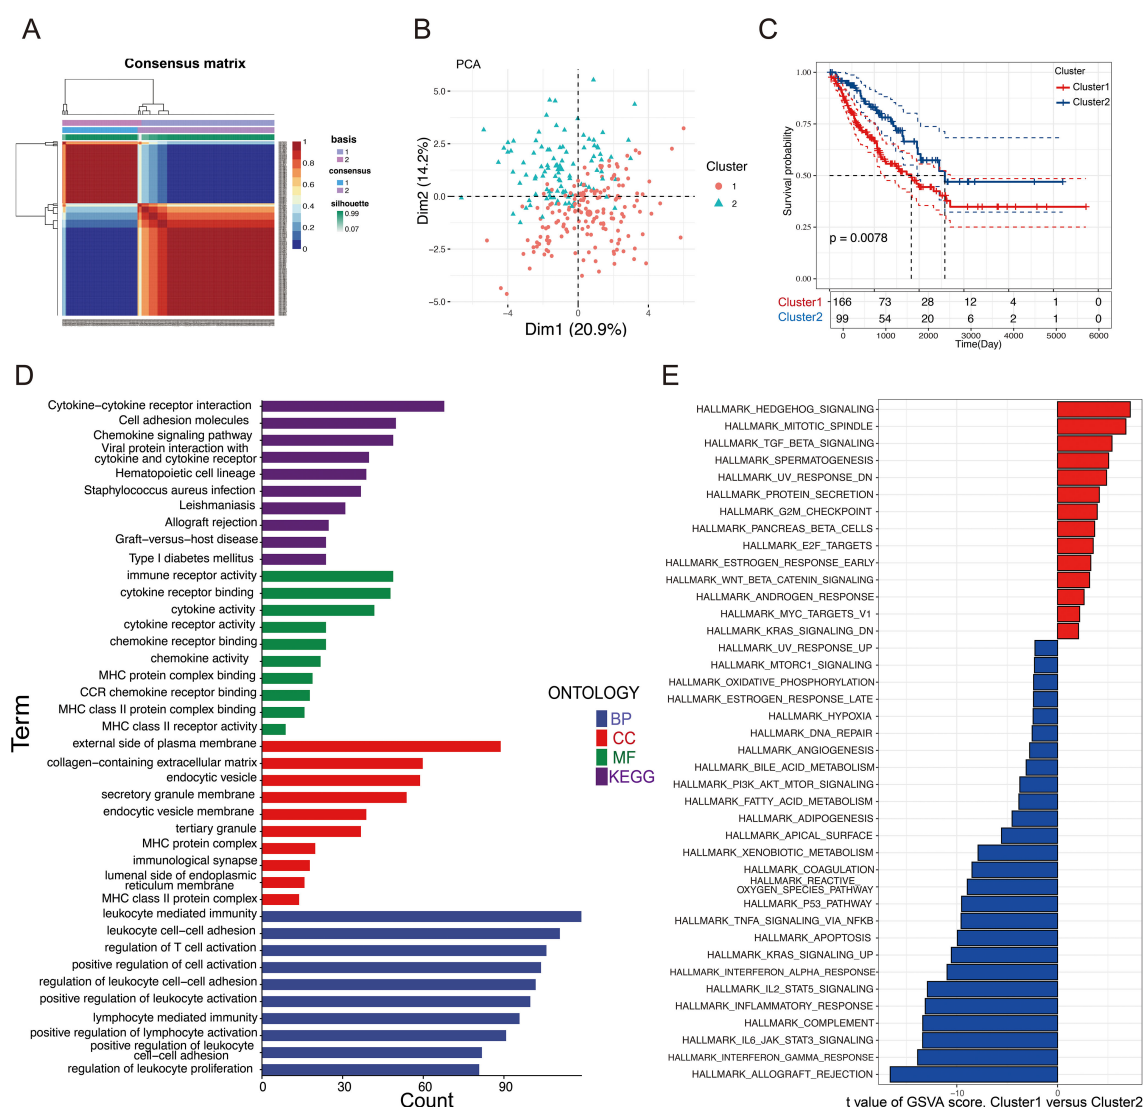 A
Consensus matrix
basis
1
2
consensus
1
2
silhouette
0.99
0.07
1
0.8
0.6
0.4
0.2
0
B
PCA
5.0
2.5
0.0
−2.5
−5.0
−4
0
4
Dim2 (14.2%)
Dim1 (20.9%)
Cluster
1
2
C
Cluster
Cluster1
Cluster2
1.00
0.75
0.50
0.25
0.00
Survival probability
p = 0.0078
Cluster1 166 73 28 12 4 1 0
Cluster2 99 54 20 6 2 1 0
0 1000 2000 3000 4000 5000 6000
Time(Day)
D
Term
Cytokine−cytokine receptor interaction
Cell adhesion molecules
Chemokine signaling pathway
Viral protein interaction with
cytokine and cytokine receptor
Hematopoietic cell lineage
Staphylococcus aureus infection
Leishmaniasis
Allograft rejection
Graft−versus−host disease
Type I diabetes mellitus
immune receptor activity
cytokine receptor binding
cytokine activity
cytokine receptor activity
chemokine receptor binding
chemokine activity
MHC protein complex binding
CCR chemokine receptor binding
MHC class II protein complex binding
MHC class II receptor activity
external side of plasma membrane
collagen−containing extracellular matrix
endocytic vesicle
secretory granule membrane
endocytic vesicle membrane
tertiary granule
MHC protein complex
immunological synapse
lumenal side of endoplasmic
reticulum membrane
MHC class II protein complex
leukocyte mediated immunity
leukocyte cell−cell adhesion
regulation of T cell activation
positive regulation of cell activation
regulation of leukocyte cell−cell adhesion
positive regulation of leukocyte activation
lymphocyte mediated immunity
positive regulation of lymphocyte activation
positive regulation of leukocyte
cell−cell adhesion
regulation of leukocyte proliferation
0 30 60 90
Count
ONTOLOGY
BP
CC
MF
KEGG
E
HALLMARK_HEDGEHOG_SIGNALING
HALLMARK_MITOTIC_SPINDLE
HALLMARK_TGF_BETA_SIGNALING
HALLMARK_SPERMATOGENESIS
HALLMARK_UV_RESPONSE_DN
HALLMARK_PROTEIN_SECRETION
HALLMARK_G2M_CHECKPOINT
HALLMARK_PANCREAS_BETA_CELLS
HALLMARK_E2F_TARGETS
HALLMARK_ESTROGEN_RESPONSE_EARLY
HALLMARK_WNT_BETA_CATENIN_SIGNALING
HALLMARK_ANDROGEN_RESPONSE
HALLMARK_MYC_TARGETS_V1
HALLMARK_KRAS_SIGNALING_DN
HALLMARK_UV_RESPONSE_UP
HALLMARK_MTORC1_SIGNALING
HALLMARK_OXIDATIVE_PHOSPHORYLATION
HALLMARK_ESTROGEN_RESPONSE_LATE
HALLMARK_HYPOXIA
HALLMARK_DNA_REPAIR
HALLMARK_ANGIOGENESIS
HALLMARK_BILE_ACID_METABOLISM
HALLMARK_PI3K_AKT_MTOR_SIGNALING
HALLMARK_FATTY_ACID_METABOLISM
HALLMARK_ADIPOGENESIS
HALLMARK_APICAL_SURFACE
HALLMARK_XENOBIOTIC_METABOLISM
HALLMARK_COAGULATION
HALLMARK_REACTIVE_
OXYGEN_SPECIES_PATHWAY
HALLMARK_P53_PATHWAY
HALLMARK_TNFA_SIGNALING_VIA_NFKB
HALLMARK_APOPTOSIS
HALLMARK_KRAS_SIGNALING_UP
HALLMARK_INTERFERON_ALPHA_RESPONSE
HALLMARK_IL2_STAT5_SIGNALING
HALLMARK_INFLAMMATORY_RESPONSE
HALLMARK_COMPLEMENT
HALLMARK_IL6_JAK_STAT3_SIGNALING
HALLMARK_INTERFERON_GAMMA_RESPONSE
HALLMARK_ALLOGRAFT_REJECTION
−10 0
t value of GSVA score, Cluster1 versus Cluster2